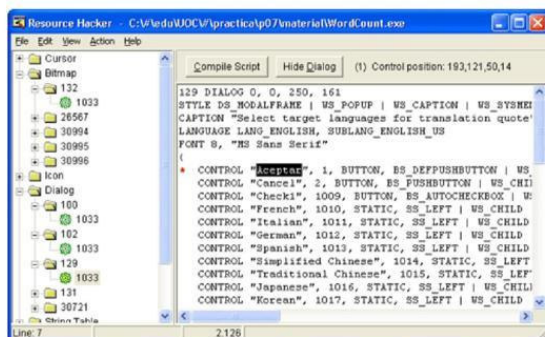 Resource Hacker - C:\V\edu\UOCV\practica\p07\material\WordCount.exe
File Edit View Action Help
Cursor
Bitmap
132
1033
26567
30994
30995
30996
Icon
Dialog
100
1033
102
1033
129
1033
131
30721
String Table
Compile Script Hide Dialog (1) Control position: 193,121,50,14
129 DIALOG 0, 0, 250, 161
STYLE DS_MODALFRAME | WS_POPUP | WS_CAPTION | WS_SYSMEN
CAPTION "Select target languages for translation quote"
LANGUAGE LANG_ENGLISH, SUBLANG_ENGLISH_US
FONT 8, "MS Sans Serif"
{
CONTROL "Aceptar", 1, BUTTON, BS_DEFPUSHBUTTON | WS_
CONTROL "Cancel", 2, BUTTON, BS_PUSHBUTTON | WS_CHI
CONTROL "Check1", 1009, BUTTON, BS_AUTOCHECKBOX | W
CONTROL "French", 1010, STATIC, SS_LEFT | WS_CHILD
CONTROL "Italian", 1011, STATIC, SS_LEFT | WS_CHILD
CONTROL "German", 1012, STATIC, SS_LEFT | WS_CHILD
CONTROL "Spanish", 1013, STATIC, SS_LEFT | WS_CHILD
CONTROL "Simplified Chinese", 1014, STATIC, SS_LEFT
CONTROL "Traditional Chinese", 1015, STATIC, SS_LEF
CONTROL "Japanese", 1016, STATIC, SS_LEFT | WS_CHIL
CONTROL "Korean", 1017, STATIC, SS_LEFT | WS_CHILD
Line: 7 2.126